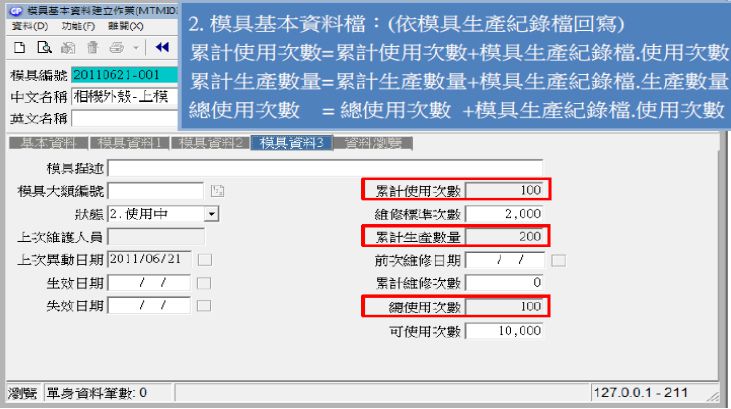 模具基本資料建立作業(MTMID
資料(D) 功能(F) 離開(X)
2. 模具基本資料檔：(依模具生產紀錄檔回寫)
累計使用次數=累計使用次數+模具生產紀錄檔.使用次數
累計生產數量=累計生產數量+模具生產紀錄檔.生產數量
總使用次數 = 總使用次數 +模具生產紀錄檔.使用次數
模具編號 20110621-001
中文名稱 相機外殼-上模
英文名稱
基本資料 模具資料1 模具資料2 模具資料3 資料瀏覽
模具描述
模具大類編號 累計使用次數 100
狀態 2.使用中 維修標準次數 2,000
上次維護人員 累計生產數量 200
上次異動日期 2011/06/21 前次維修日期 / /
生效日期 / / 累計維修次數 0
失效日期 / / 總使用次數 100
可使用次數 10,000
瀏覽 單身資料筆數: 0 127.0.0.1 - 211